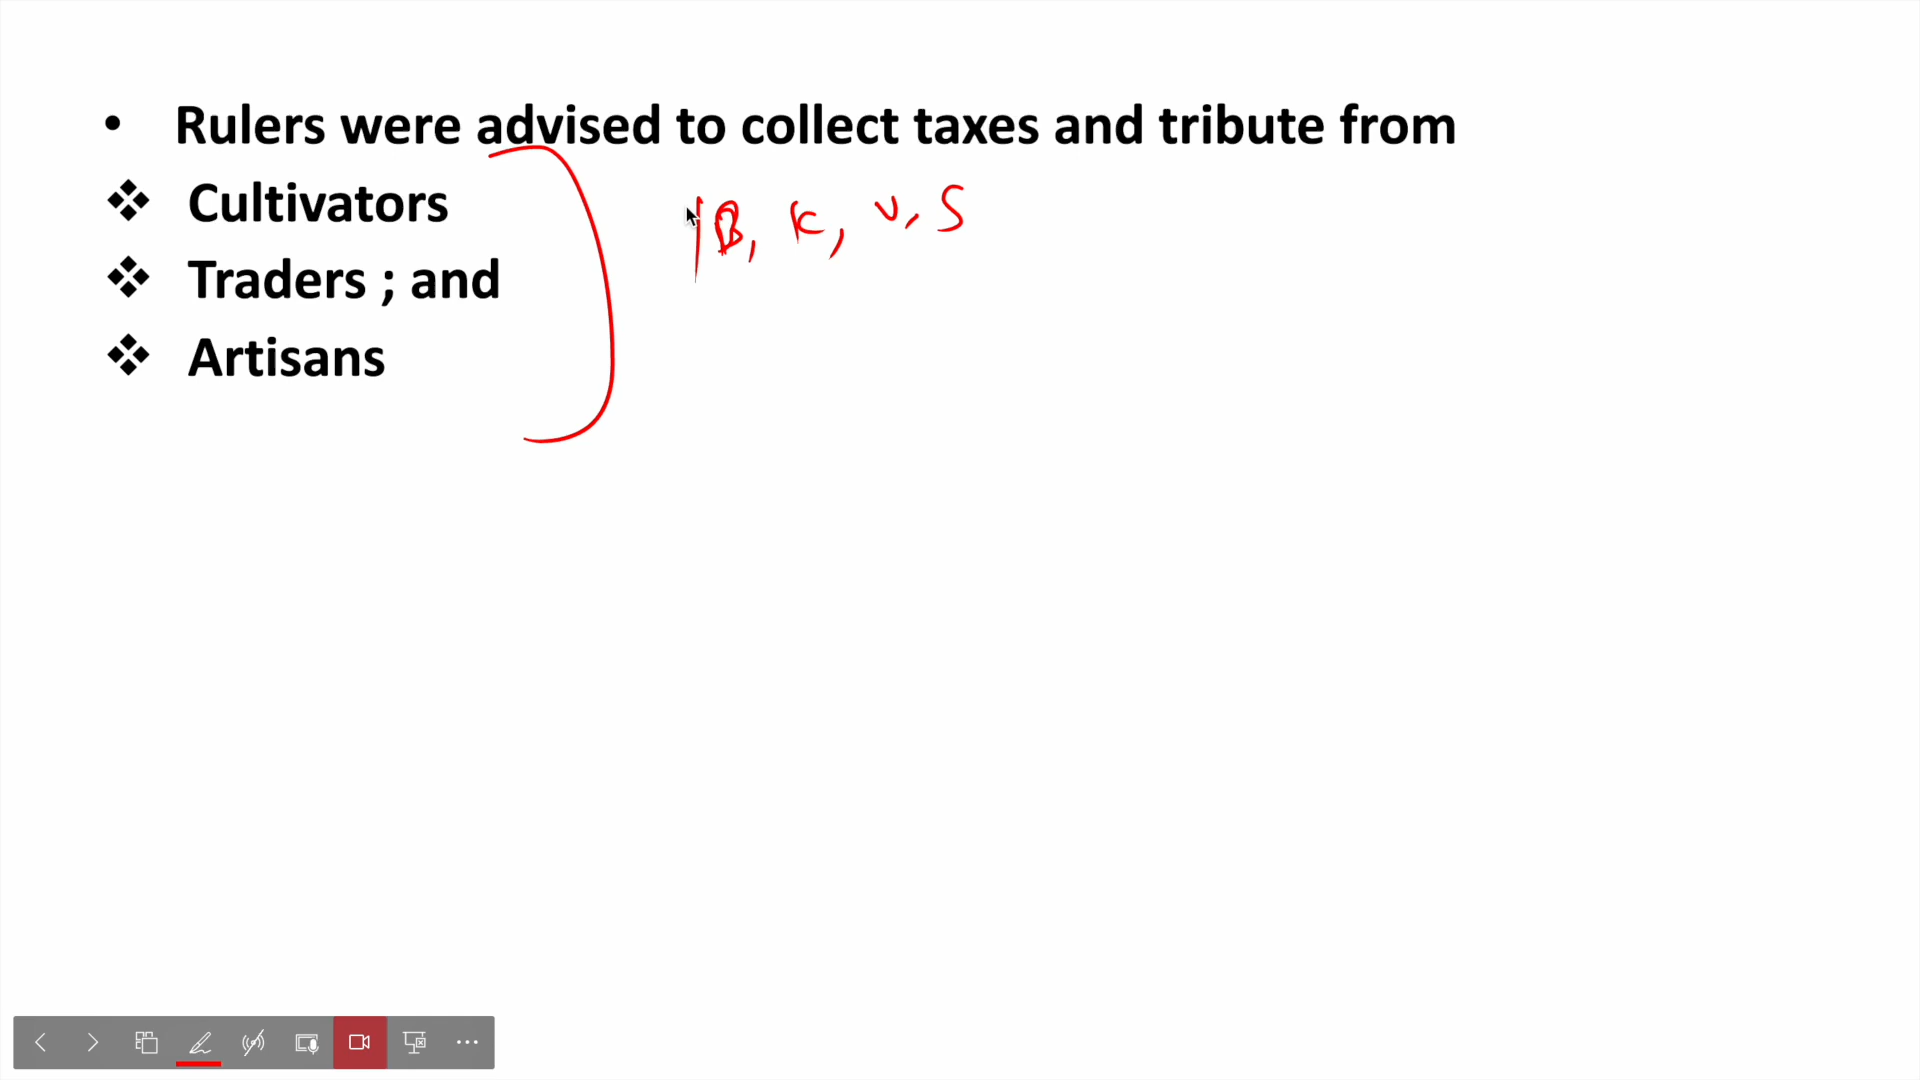 • Rulers were advised to collect taxes and tribute from
❖ Cultivators
B, K, V, S
❖ Traders ; and
❖ Artisans